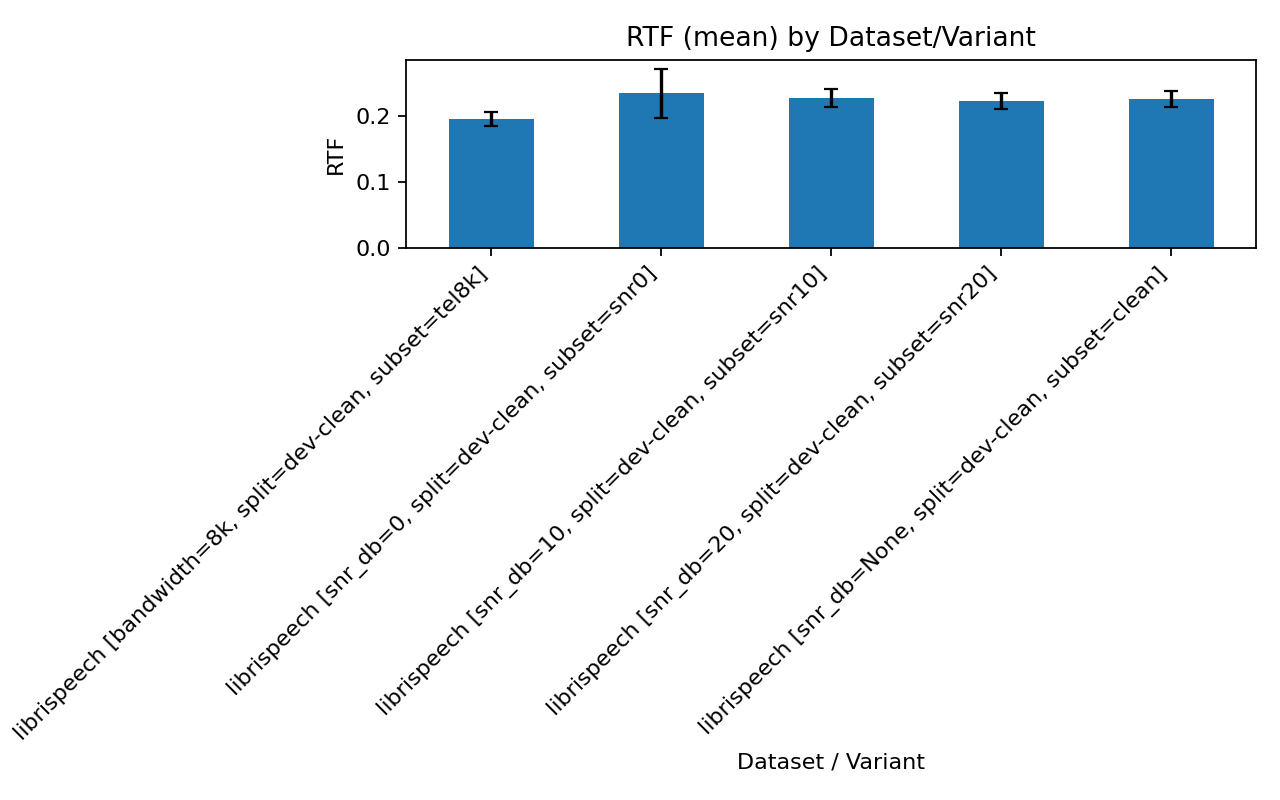 RTF (mean) by Dataset/Variant
RTF
0.2
0.1
0.0
librispeech [bandwidth=8k, split=dev-clean, subset=tel8k]
librispeech [snr_db=0, split=dev-clean, subset=snr0]
librispeech [snr_db=10, split=dev-clean, subset=snr10]
librispeech [snr_db=20, split=dev-clean, subset=snr20]
librispeech [snr_db=None, split=dev-clean, subset=clean]
Dataset / Variant